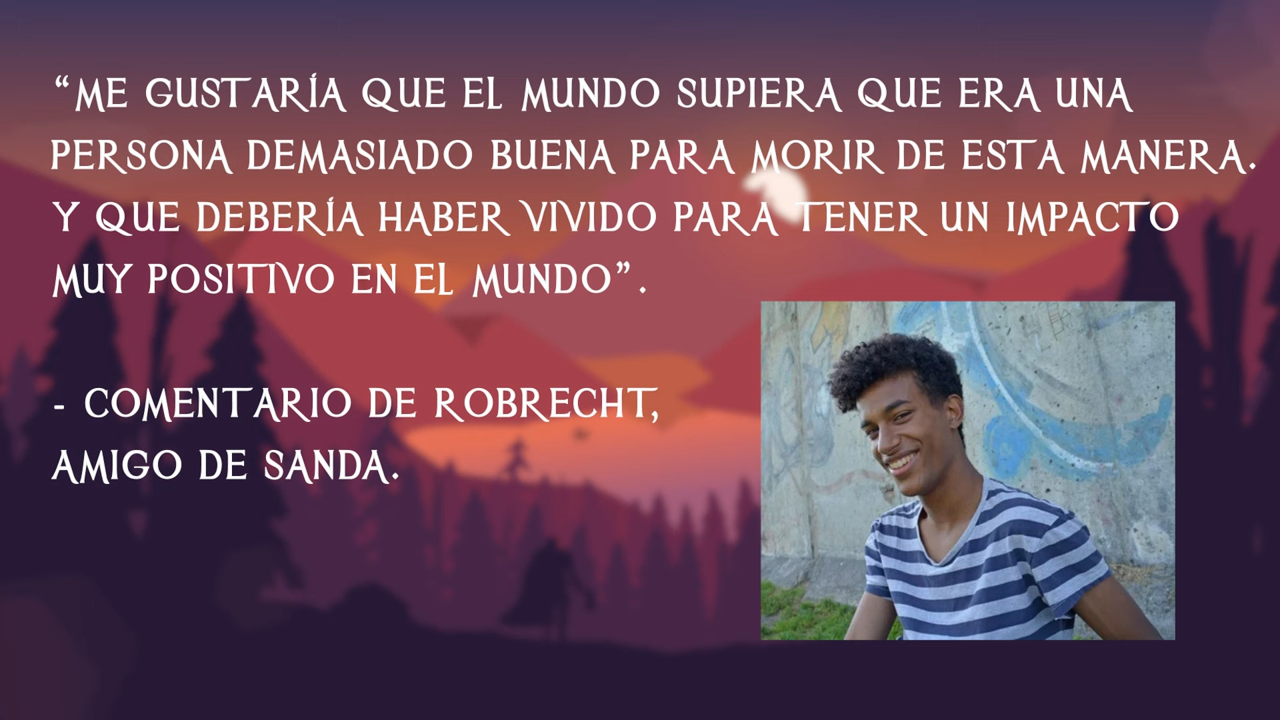 “ME GUSTARÍA QUE EL MUNDO SUPIERA QUE ERA UNA
PERSONA DEMASIADO BUENA PARA MORIR DE ESTA MANERA.
Y QUE DEBERÍA HABER VIVIDO PARA TENER UN IMPACTO
MUY POSITIVO EN EL MUNDO”.
- COMENTARIO DE ROBRECHT,
AMIGO DE SANDA.